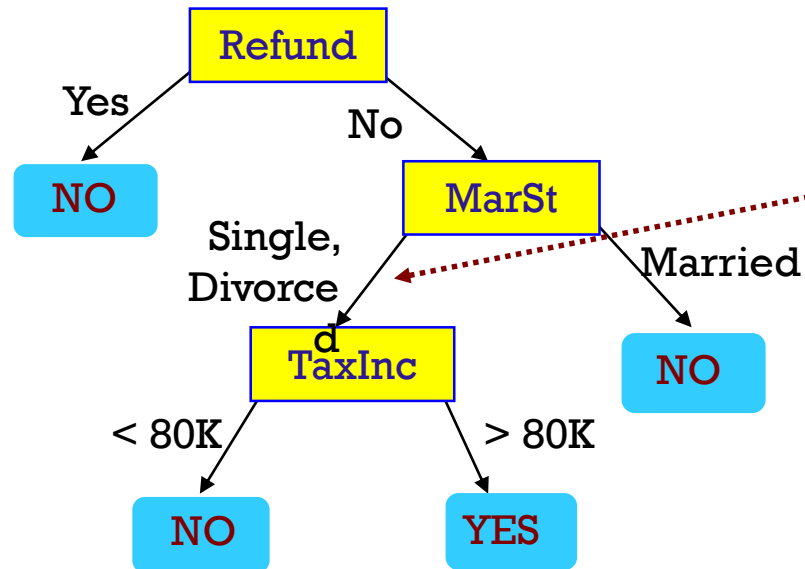 Refund
Yes
No
NO
MarSt
Single,
Divorce
d
Married
TaxInc
NO
< 80K
> 80K
NO
YES